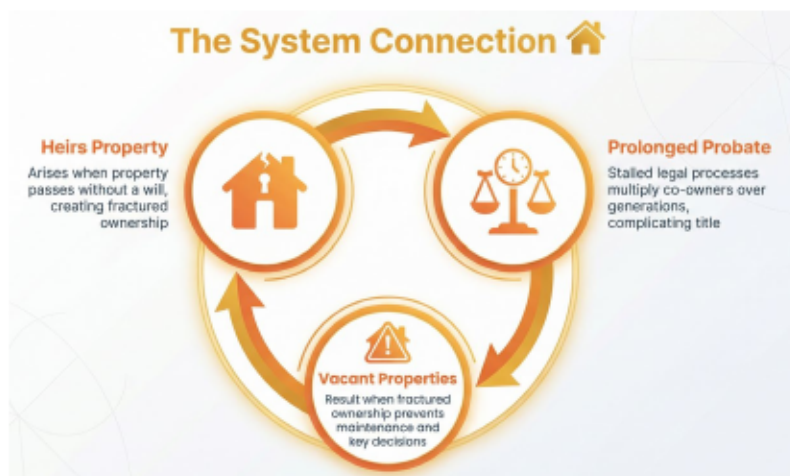 The System Connection
Heirs Property
Arises when property
passes without a will,
creating fractured
ownership
Prolonged Probate
Stalled legal processes
multiply co-owners over
generations,
complicating title
Vacant Properties
Result when fractured
ownership prevents
maintenance and
key decisions